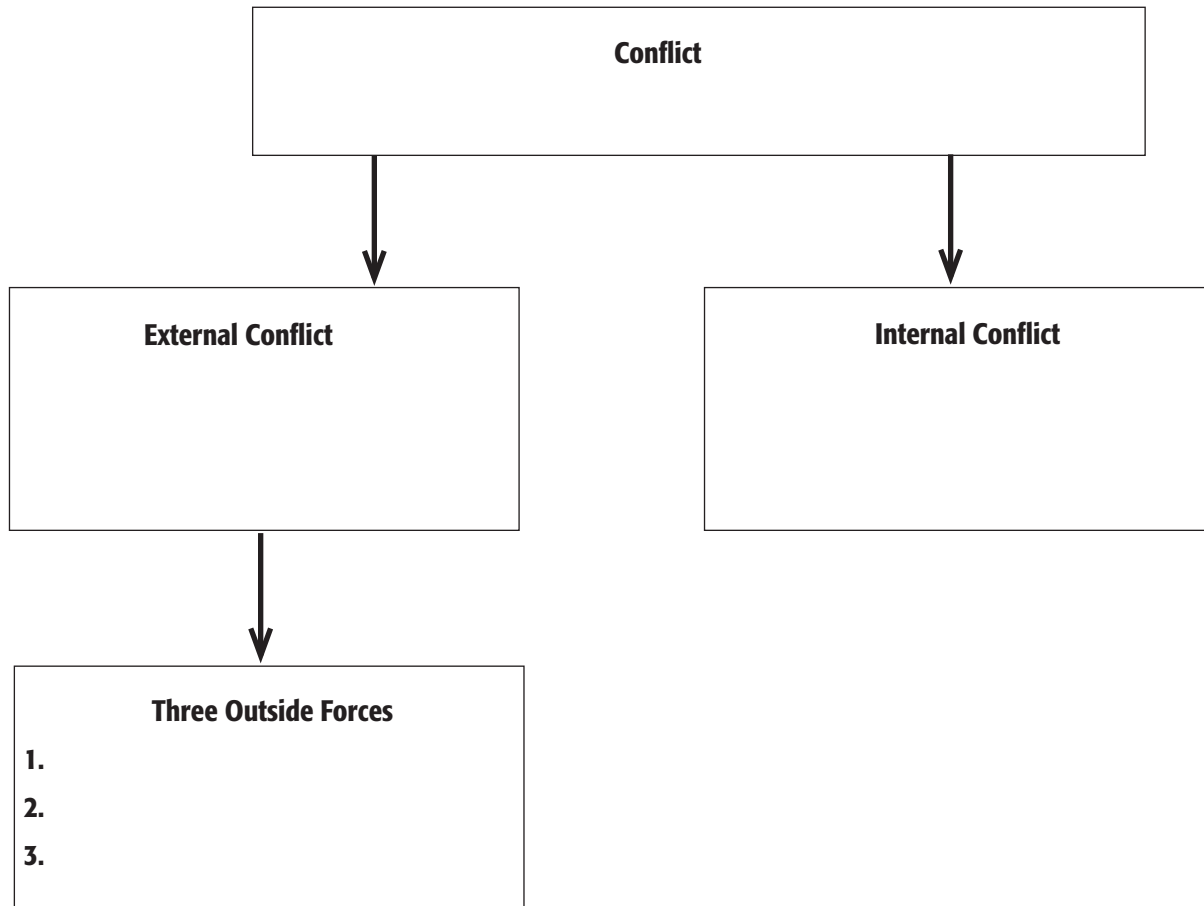 Conflict
External Conflict
Internal Conflict
Three Outside Forces
1.
2.
3.